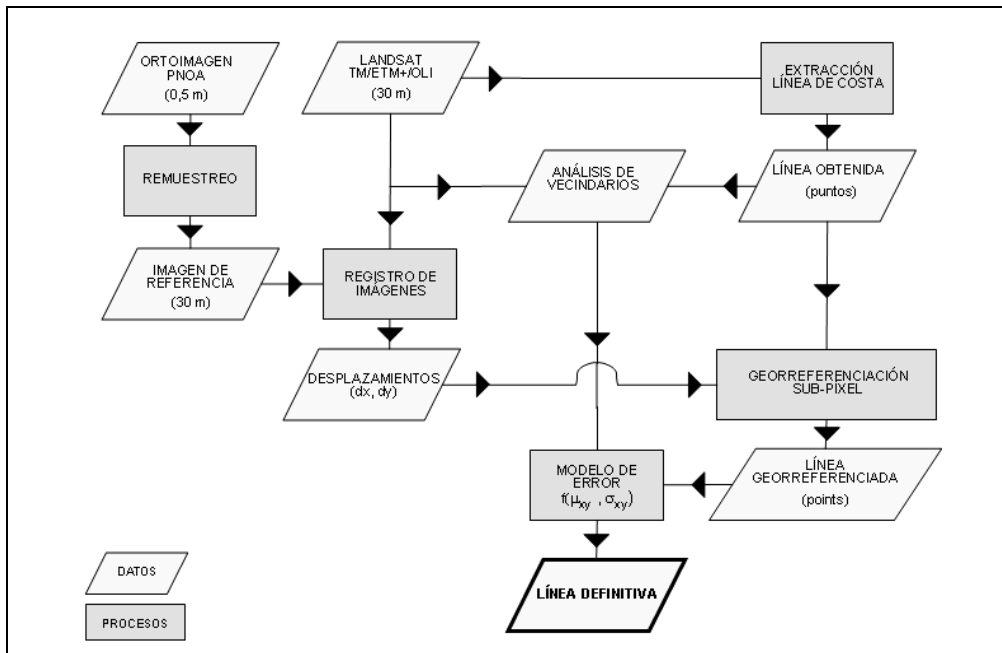 ORTOIMAGEN
PNOA
(0,5 m)
LANDSAT
TM/ETM+/OLI
(30 m)
EXTRACCIÓN
LÍNEA DE COSTA
REMUESTREO
ANÁLISIS DE
VECINDARIOS
LÍNEA OBTENIDA
(puntos)
IMAGEN DE
REFERENCIA
(30 m)
REGISTRO DE
IMÁGENES
DESPLAZAMIENTOS
(dx, dy)
GEORREFERENCIACIÓN
SUB-PÍXEL
MODELO DE
ERROR
f(μxy , σxy)
LÍNEA
GEORREFERENCIADA
(points)
LÍNEA DEFINITIVA
DATOS
PROCESOS